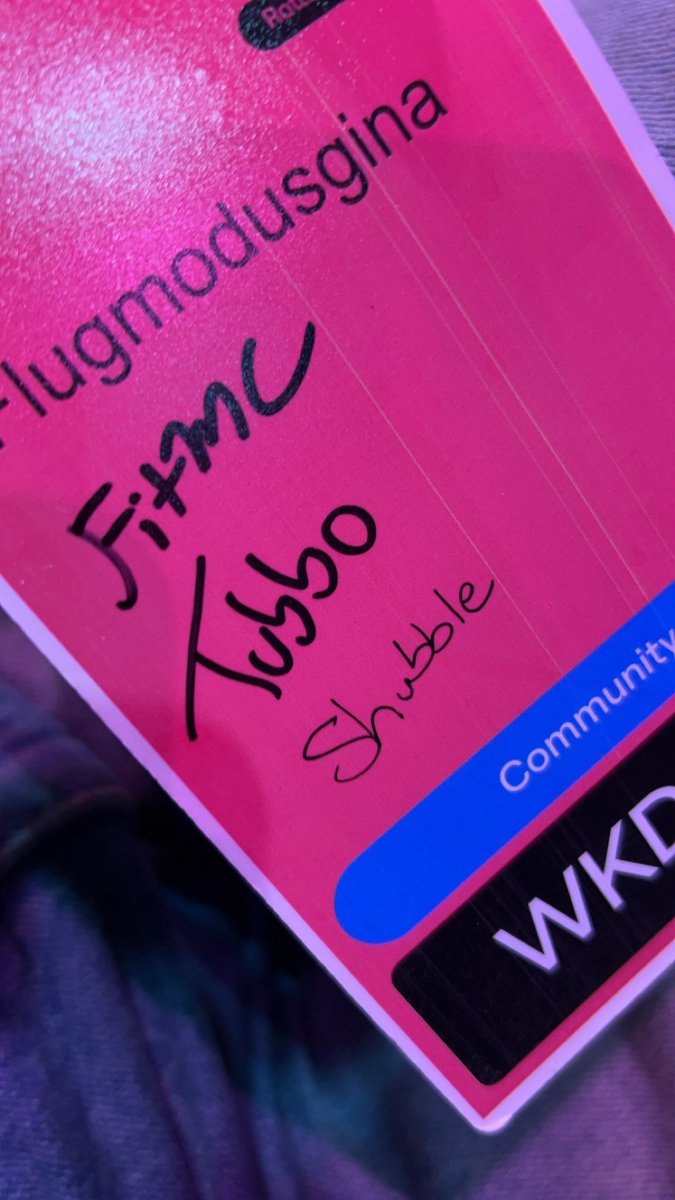 Flugmodusgina
FitMC
Tubbo
Shubble
Community
WKD